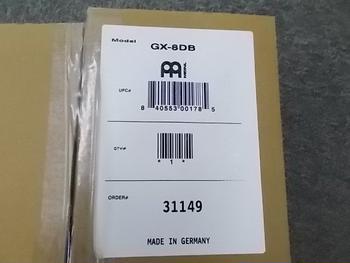 Model GX-8DB
MEINL
UPC#
8 40553 00178 5
QTY#
*1*
ORDER#
31149
MADE IN GERMANY